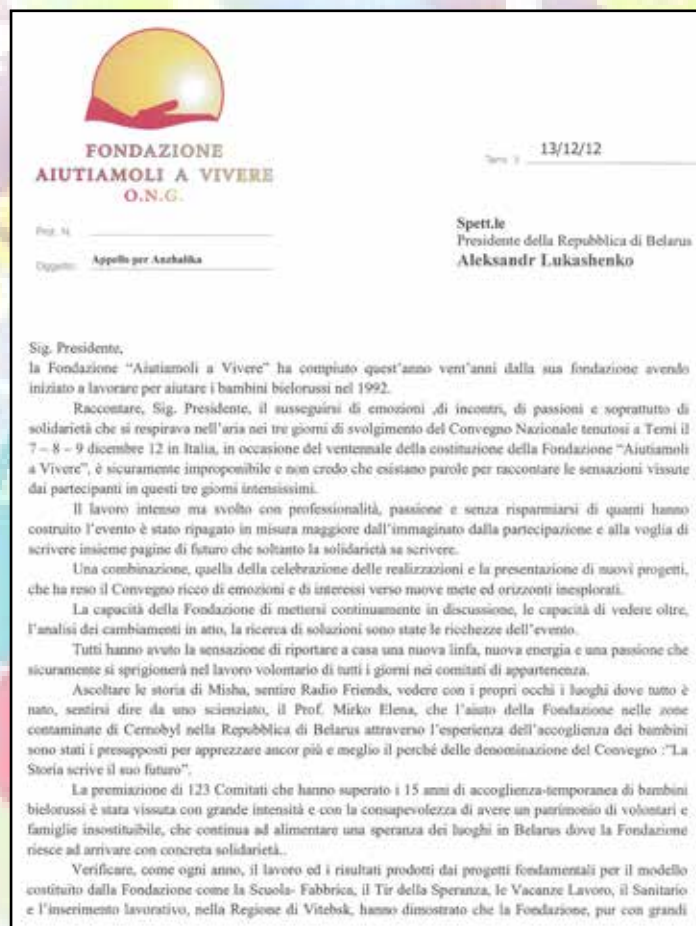 FONDAZIONE
AIUTIAMOLI A VIVERE
O.N.G.
13/12/12
Prot. N.
Oggetto: Appello per Anzhalika
Spett.le
Presidente della Repubblica di Belarus
Aleksandr Lukashenko
Sig. Presidente,
la Fondazione “Aiutiamoli a Vivere” ha compiuto quest’anno vent’anni dalla sua fondazione avendo
iniziato a lavorare per aiutare i bambini bielorussi nel 1992.
Raccontare, Sig. Presidente, il susseguirsi di emozioni ,di incontri, di passioni e soprattutto di
solidarietà che si respirava nell’aria nei tre giorni di svolgimento del Convegno Nazionale tenutosi a Terni il
7 – 8 – 9 dicembre 12 in Italia, in occasione del ventennale della costituzione della Fondazione “Aiutiamoli
a Vivere”, è sicuramente improponibile e non credo che esistano parole per raccontare le sensazioni vissute
dai partecipanti in questi tre giorni intensissimi.
Il lavoro intenso ma svolto con professionalità, passione e senza risparmiarsi di quanti hanno
costruito l’evento è stato ripagato in misura maggiore dall’immaginato dalla partecipazione e alla voglia di
scrivere insieme pagine di futuro che soltanto la solidarietà sa scrivere.
Una combinazione, quella della celebrazione delle realizzazioni e la presentazione di nuovi progetti,
che ha reso il Convegno ricco di emozioni e di interessi verso nuove mete ed orizzonti inesplorati.
La capacità della Fondazione di mettersi continuamente in discussione, le capacità di vedere oltre,
l’analisi dei cambiamenti in atto, la ricerca di soluzioni sono state le ricchezze dell’evento.
Tutti hanno avuto la sensazione di riportare a casa una nuova linfa, nuova energia e una passione che
sicuramente si sprigionerà nel lavoro volontario di tutti i giorni nei comitati di appartenenza.
Ascoltare le storia di Misha, sentire Radio Friends, vedere con i propri occhi i luoghi dove tutto è
nato, sentirsi dire da uno scienziato, il Prof. Mirko Elena, che l’aiuto della Fondazione nelle zone
contaminate di Cernobyl nella Repubblica di Belarus attraverso l’esperienza dell’accoglienza dei bambini
sono stati i presupposti per apprezzare ancor più e meglio il perché delle denominazione del Convegno :“La
Storia scrive il suo futuro”.
La premiazione di 123 Comitati che hanno superato i 15 anni di accoglienza-temporanea di bambini
bielorussi è stata vissuta con grande intensità e con la consapevolezza di avere un patrimonio di volontari e
famiglie insostituibile, che continua ad alimentare una speranza dei luoghi in Belarus dove la Fondazione
riesce ad arrivare con concreta solidarietà..
Verificare, come ogni anno, il lavoro ed i risultati prodotti dai progetti fondamentali per il modello
costituito dalla Fondazione come la Scuola- Fabbrica, il Tir della Speranza, le Vacanze Lavoro, il Sanitario
e l’inserimento lavorativo, nella Regione di Vitebsk, hanno dimostrato che la Fondazione, pur con grandi